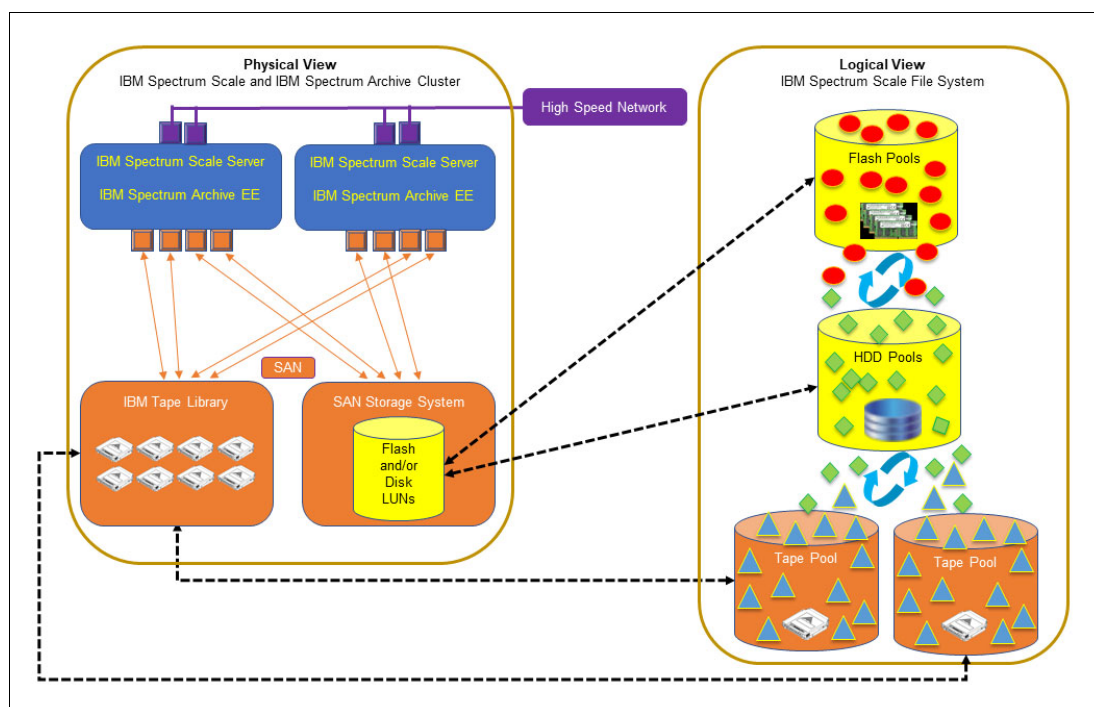 Physical View
IBM Spectrum Scale and IBM Spectrum Archive Cluster
High Speed Network
IBM Spectrum Scale Server
IBM Spectrum Archive EE
IBM Spectrum Scale Server
IBM Spectrum Archive EE
SAN
IBM Tape Library
SAN Storage System
Flash
and/or
Disk
LUNs
Logical View
IBM Spectrum Scale File System
Flash Pools
HDD Pools
Tape Pool
Tape Pool